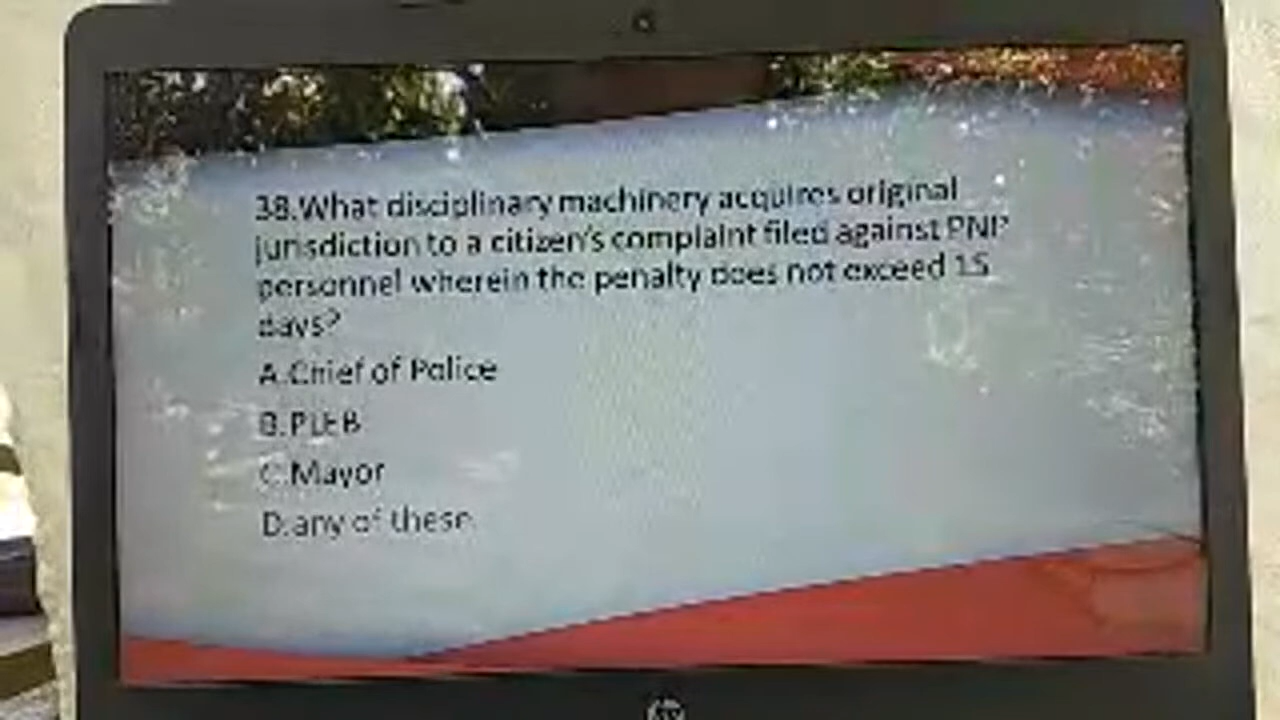 38.What disciplinary machinery acquires original
jurisdiction to a citizen's complaint filed against PNP
personnel wherein the penalty does not exceed 15
days?
A.Chief of Police
B.PLEB
C.Mayor
D.any of these
hp